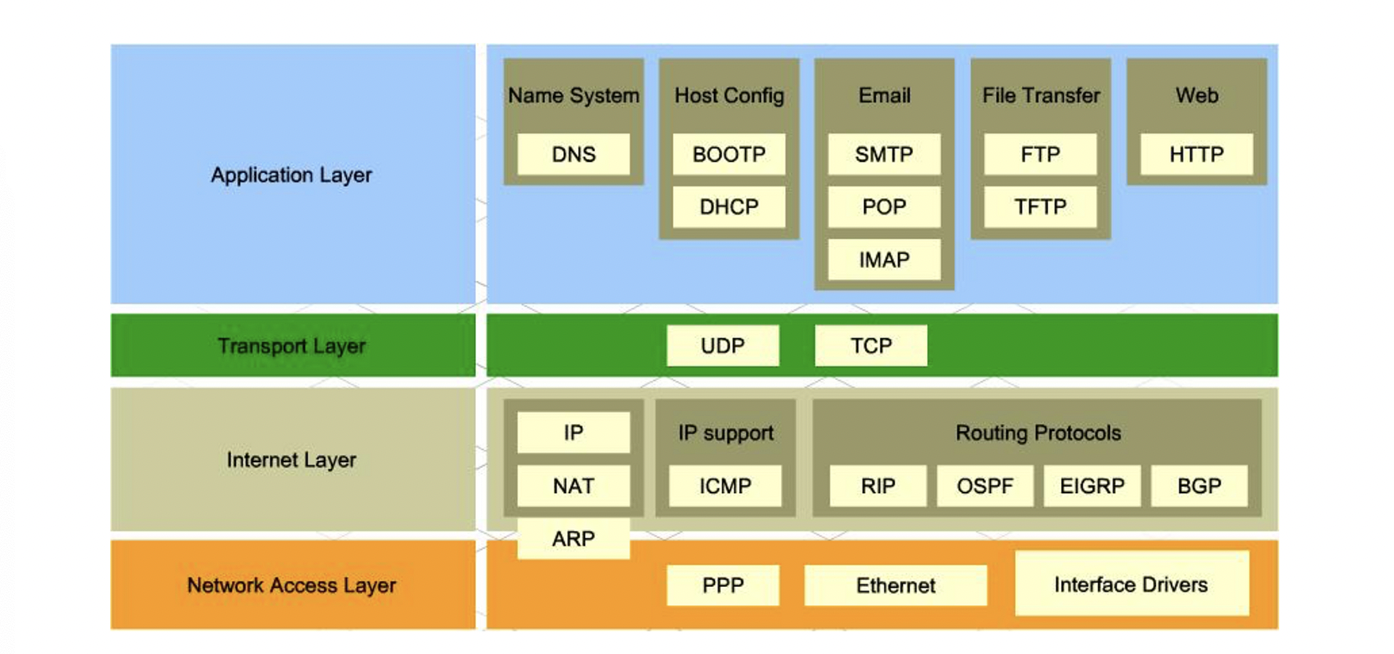 Application Layer
Name System
DNS
Host Config
BOOTP
DHCP
Email
SMTP
POP
IMAP
File Transfer
FTP
TFTP
Web
HTTP
Transport Layer
UDP
TCP
Internet Layer
IP
NAT
ARP
IP support
ICMP
Routing Protocols
RIP
OSPF
EIGRP
BGP
Network Access Layer
PPP
Ethernet
Interface Drivers